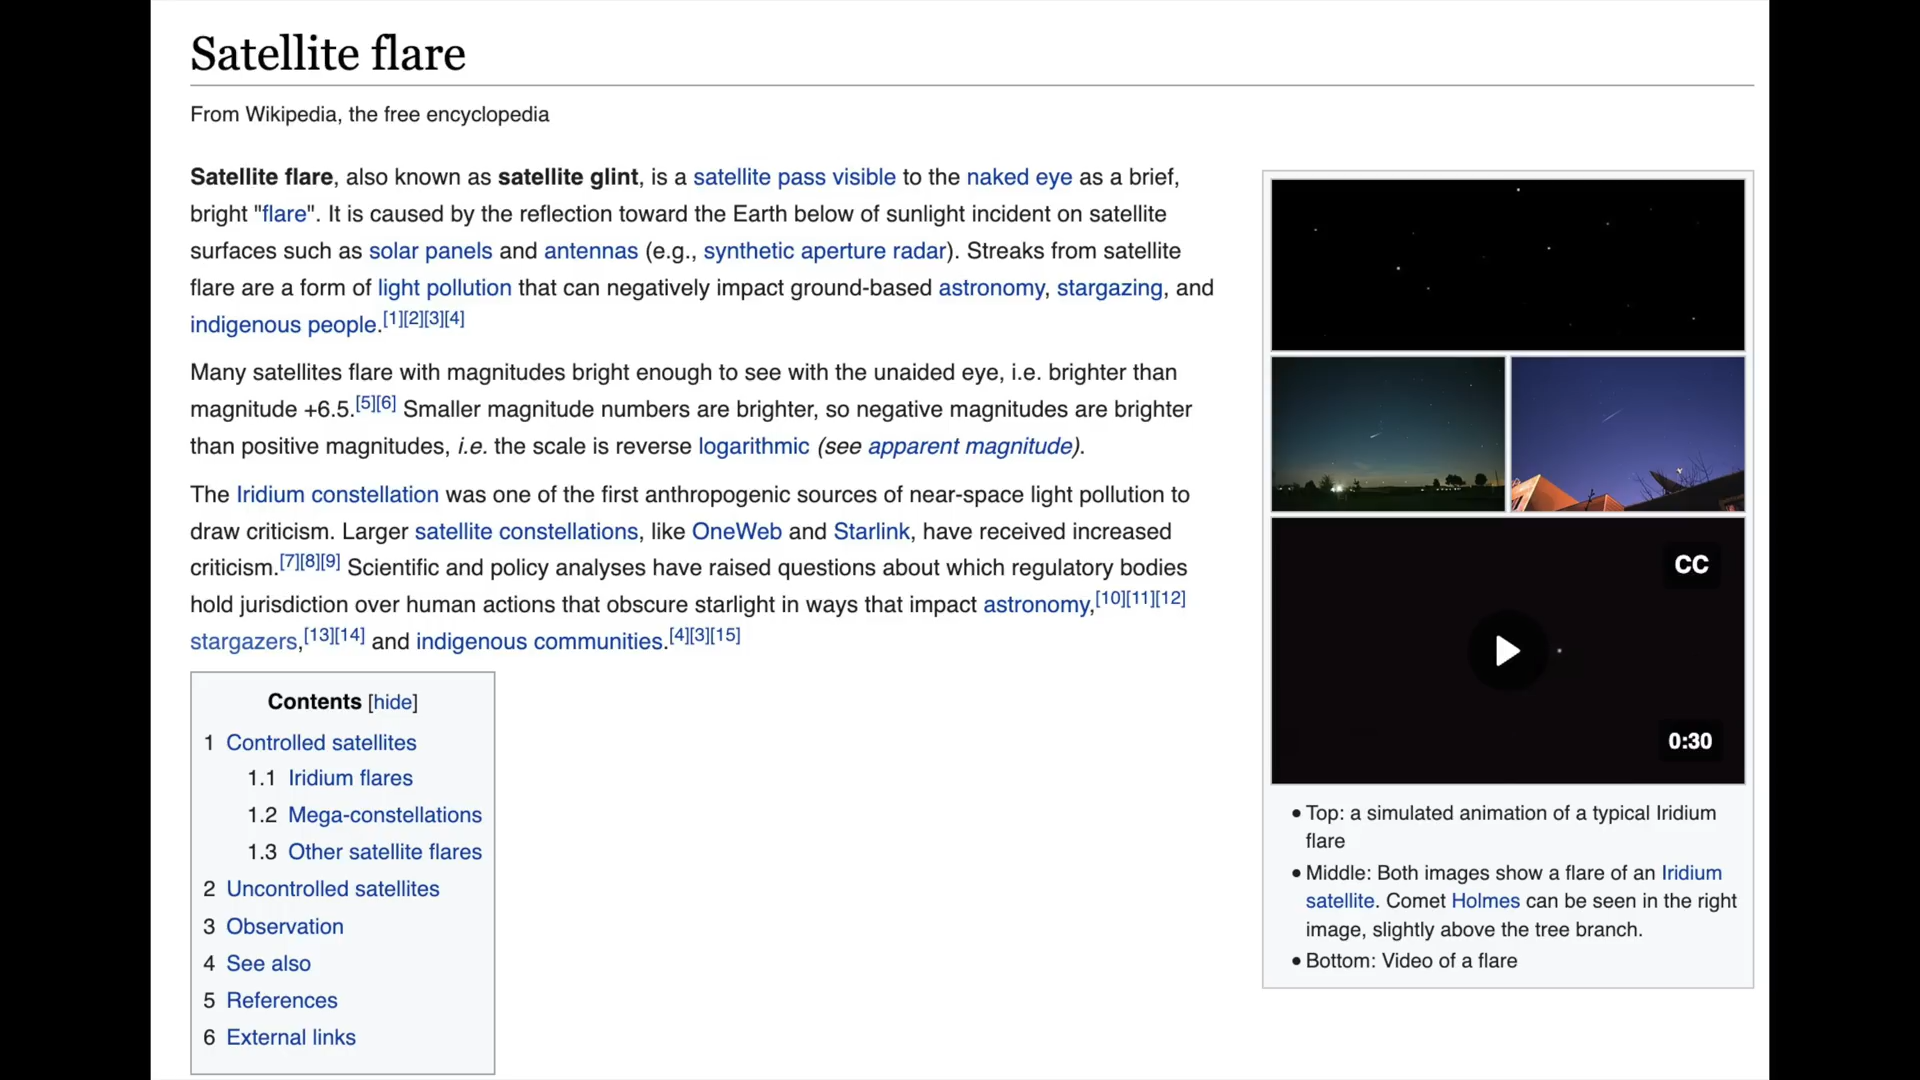 Satellite flare
From Wikipedia, the free encyclopedia
Satellite flare, also known as satellite glint, is a satellite pass visible to the naked eye as a brief,
bright "flare". It is caused by the reflection toward the Earth below of sunlight incident on satellite
surfaces such as solar panels and antennas (e.g., synthetic aperture radar). Streaks from satellite
flare are a form of light pollution that can negatively impact ground-based astronomy, stargazing, and
indigenous people.[1][2][3][4]
Many satellites flare with magnitudes bright enough to see with the unaided eye, i.e. brighter than
magnitude +6.5.[5][6] Smaller magnitude numbers are brighter, so negative magnitudes are brighter
than positive magnitudes, i.e. the scale is reverse logarithmic (see apparent magnitude).
The Iridium constellation was one of the first anthropogenic sources of near-space light pollution to
draw criticism. Larger satellite constellations, like OneWeb and Starlink, have received increased
criticism.[7][8][9] Scientific and policy analyses have raised questions about which regulatory bodies
hold jurisdiction over human actions that obscure starlight in ways that impact astronomy,[10][11][12]
stargazers,[13][14] and indigenous communities.[4][3][15]
Contents [hide]
1 Controlled satellites
1.1 Iridium flares
1.2 Mega-constellations
1.3 Other satellite flares
2 Uncontrolled satellites
3 Observation
4 See also
5 References
6 External links
CC
0:30
• Top: a simulated animation of a typical Iridium
flare
• Middle: Both images show a flare of an Iridium
satellite. Comet Holmes can be seen in the right
image, slightly above the tree branch.
• Bottom: Video of a flare